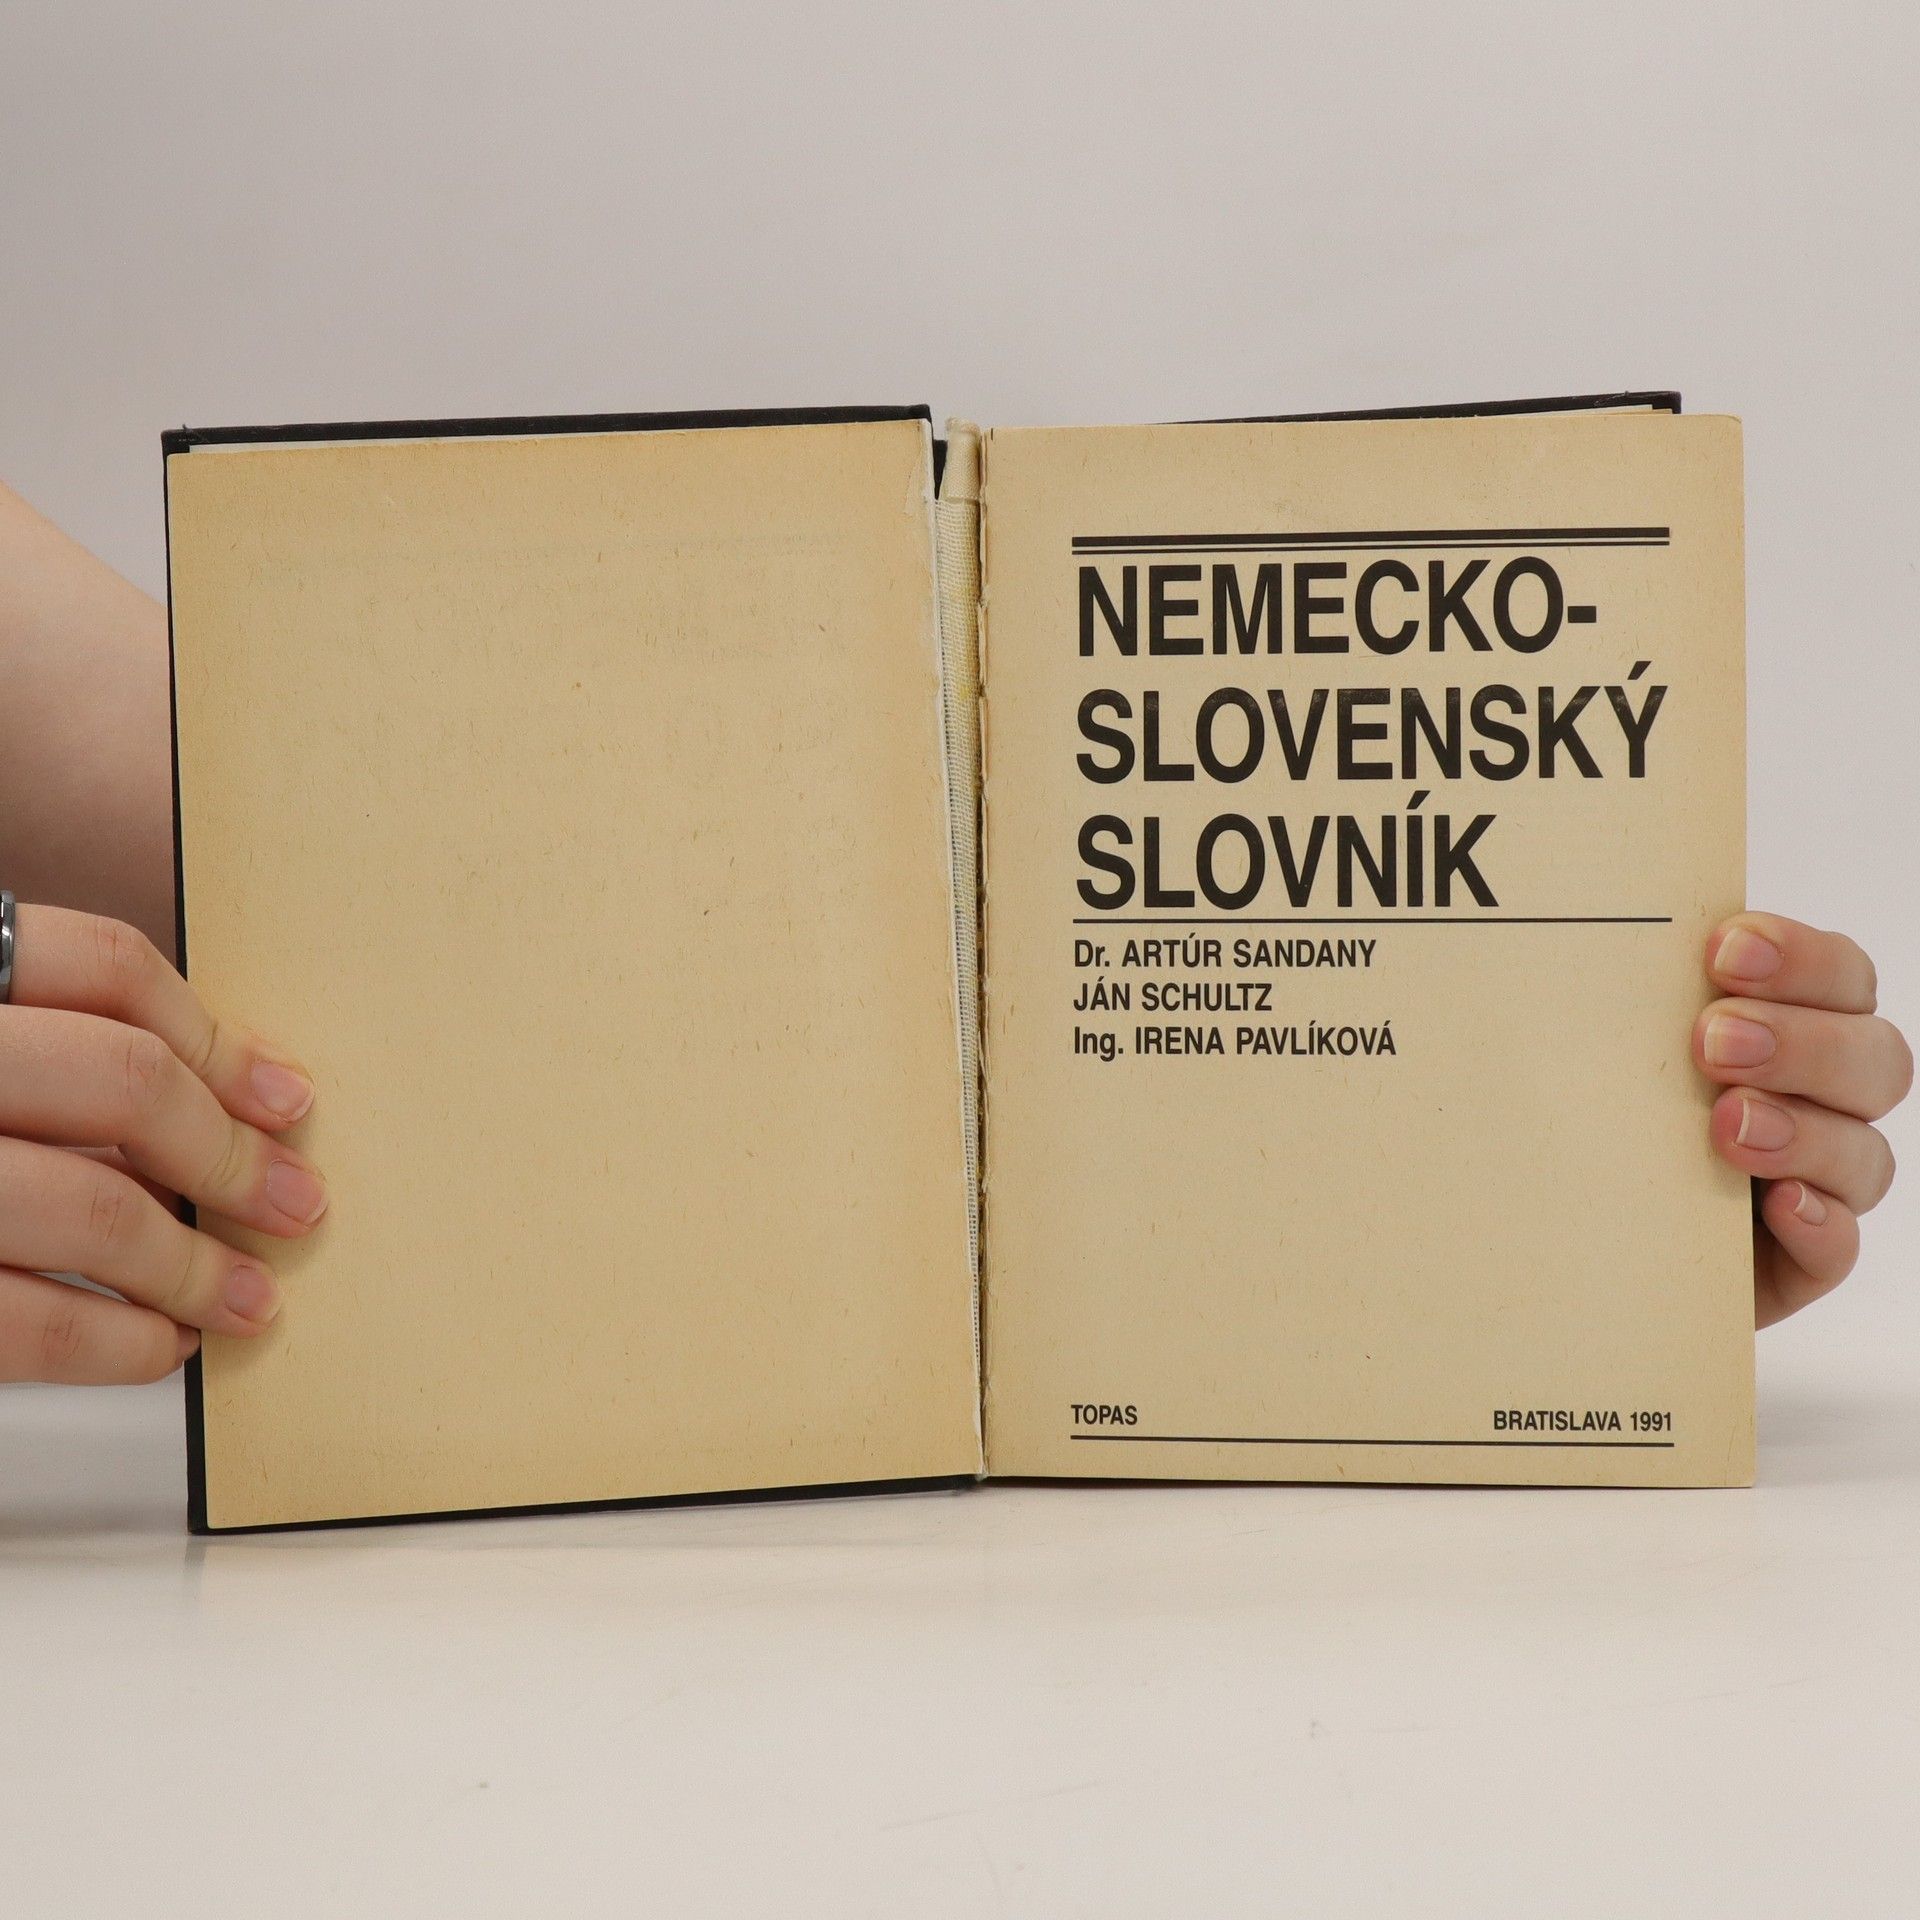 NEMECKO-
SLOVENSKÝ
SLOVNÍK
Dr. ARTÚR SANDANY
JÁN SCHULTZ
Ing. IRENA PAVLÍKOVÁ
TOPAS BRATISLAVA 1991